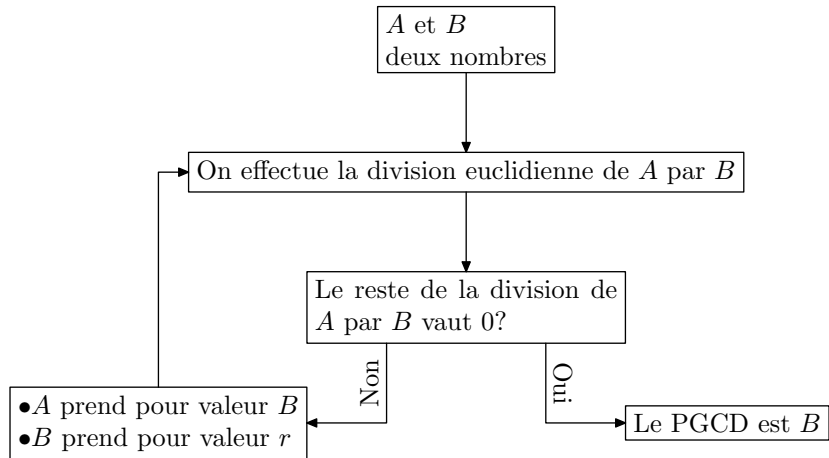 A et B
deux nombres
On effectue la division euclidienne de A par B
Le reste de la division de
A par B vaut 0?
Non
Oui
•A prend pour valeur B
•B prend pour valeur r
Le PGCD est B